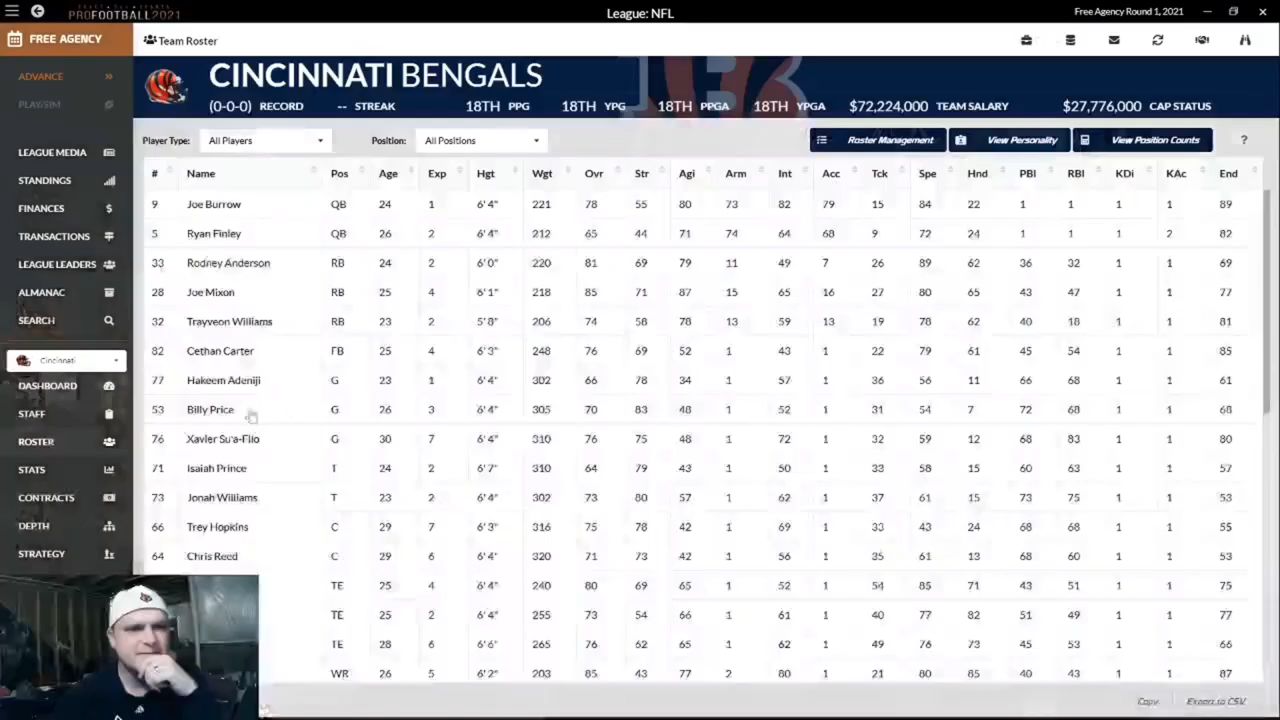 DRAFT DAY SPORTS
PROFOOTBALL2021
League: NFL
Free Agency Round 1, 2021
FREE AGENCY
Team Roster
ADVANCE
PLAY/SIM
LEAGUE MEDIA
STANDINGS
FINANCES
TRANSACTIONS
LEAGUE LEADERS
ALMANAC
SEARCH
Cincinnati
DASHBOARD
STAFF
ROSTER
STATS
CONTRACTS
DEPTH
STRATEGY
CINCINNATI BENGALS
(0-0-0) RECORD -- STREAK 18TH PPG 18TH YPG 18TH PPGA 18TH YPGA $72,224,000 TEAM SALARY $27,776,000 CAP STATUS
Player Type: All Players Position: All Positions Roster Management View Personality View Position Counts ?
# Name Pos Age Exp Hgt Wgt Ovr Str Agi Arm Int Acc Tck Spe Hnd PBl RBl KDi KAc End
9 Joe Burrow QB 24 1 6'4" 221 78 55 80 73 82 79 15 84 22 1 1 1 1 89
5 Ryan Finley QB 26 2 6'4" 212 65 44 71 74 64 68 9 72 24 1 1 1 2 82
33 Rodney Anderson RB 24 2 6'0" 220 81 69 79 11 49 7 26 89 62 36 32 1 1 69
28 Joe Mixon RB 25 4 6'1" 218 85 71 87 15 65 16 27 80 65 43 47 1 1 77
32 Trayveon Williams RB 23 2 5'8" 206 74 58 78 13 59 13 19 78 62 40 18 1 1 81
82 Cethan Carter FB 25 4 6'3" 248 76 69 52 1 43 1 22 79 61 45 54 1 1 85
77 Hakeem Adeniji G 23 1 6'4" 302 66 78 34 1 57 1 36 56 11 66 68 1 1 61
53 Billy Price G 26 3 6'4" 305 70 83 48 1 52 1 31 54 7 72 68 1 1 68
76 Xavier Su'a-Filo G 30 7 6'4" 310 76 75 48 1 72 1 32 59 12 68 83 1 1 80
71 Isaiah Prince T 24 2 6'7" 310 64 79 43 1 50 1 33 58 15 60 63 1 1 57
73 Jonah Williams T 23 2 6'4" 302 73 80 57 1 62 1 37 61 15 73 75 1 1 53
66 Trey Hopkins C 29 7 6'3" 316 75 78 42 1 69 1 33 43 24 68 68 1 1 55
64 Chris Reed C 29 6 6'4" 320 71 73 42 1 56 1 35 61 13 68 60 1 1 53
TE 25 4 6'4" 240 80 69 65 1 52 1 54 85 71 43 51 1 1 75
TE 25 2 6'4" 255 73 54 66 1 61 1 40 77 82 51 49 1 1 77
TE 28 6 6'6" 265 76 62 65 1 62 1 49 76 73 45 53 1 1 66
WR 26 5 6'2" 203 85 43 77 2 80 1 21 80 85 40 43 1 1 87
Copy Export to CSV